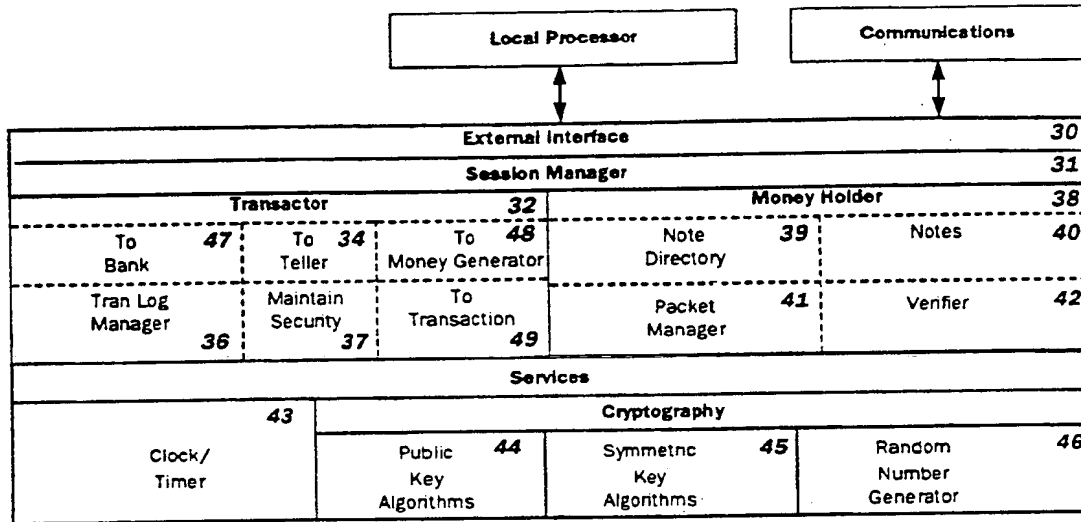 Local Processor
Communications
External Interface 30
Session Manager 31
Transactor 32
Money Holder 38
To Bank 47
To Teller 34
To Money Generator 48
Note Directory 39
Notes 40
Tran Log Manager 36
Maintain Security 37
To Transaction 49
Packet Manager 41
Verifier 42
Services
43
Cryptography
Clock/
Timer
Public Key Algorithms 44
Symmetric Key Algorithms 45
Random Number Generator 46